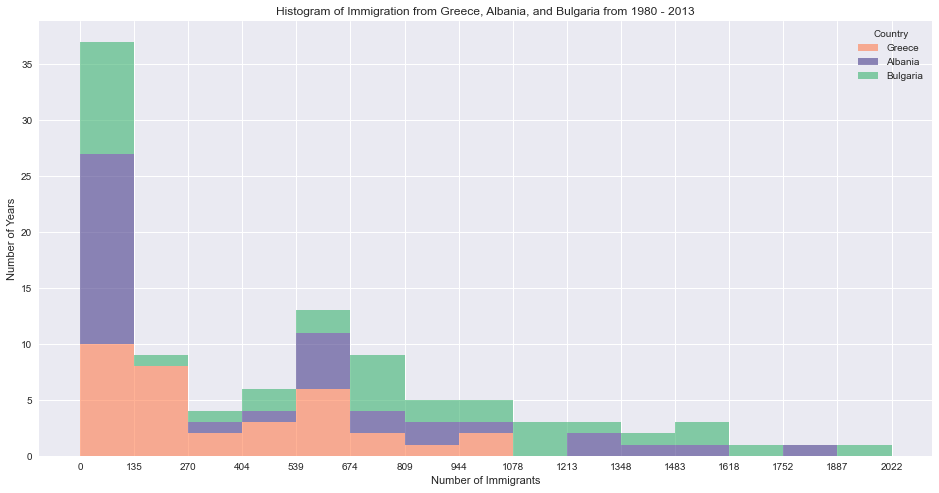 Histogram of Immigration from Greece, Albania, and Bulgaria from 1980 - 2013
Country
Greece
Albania
Bulgaria
Number of Years
35
30
25
20
15
10
5
0
0 135 270 404 539 674 809 944 1078 1213 1348 1483 1618 1752 1887 2022
Number of Immigrants